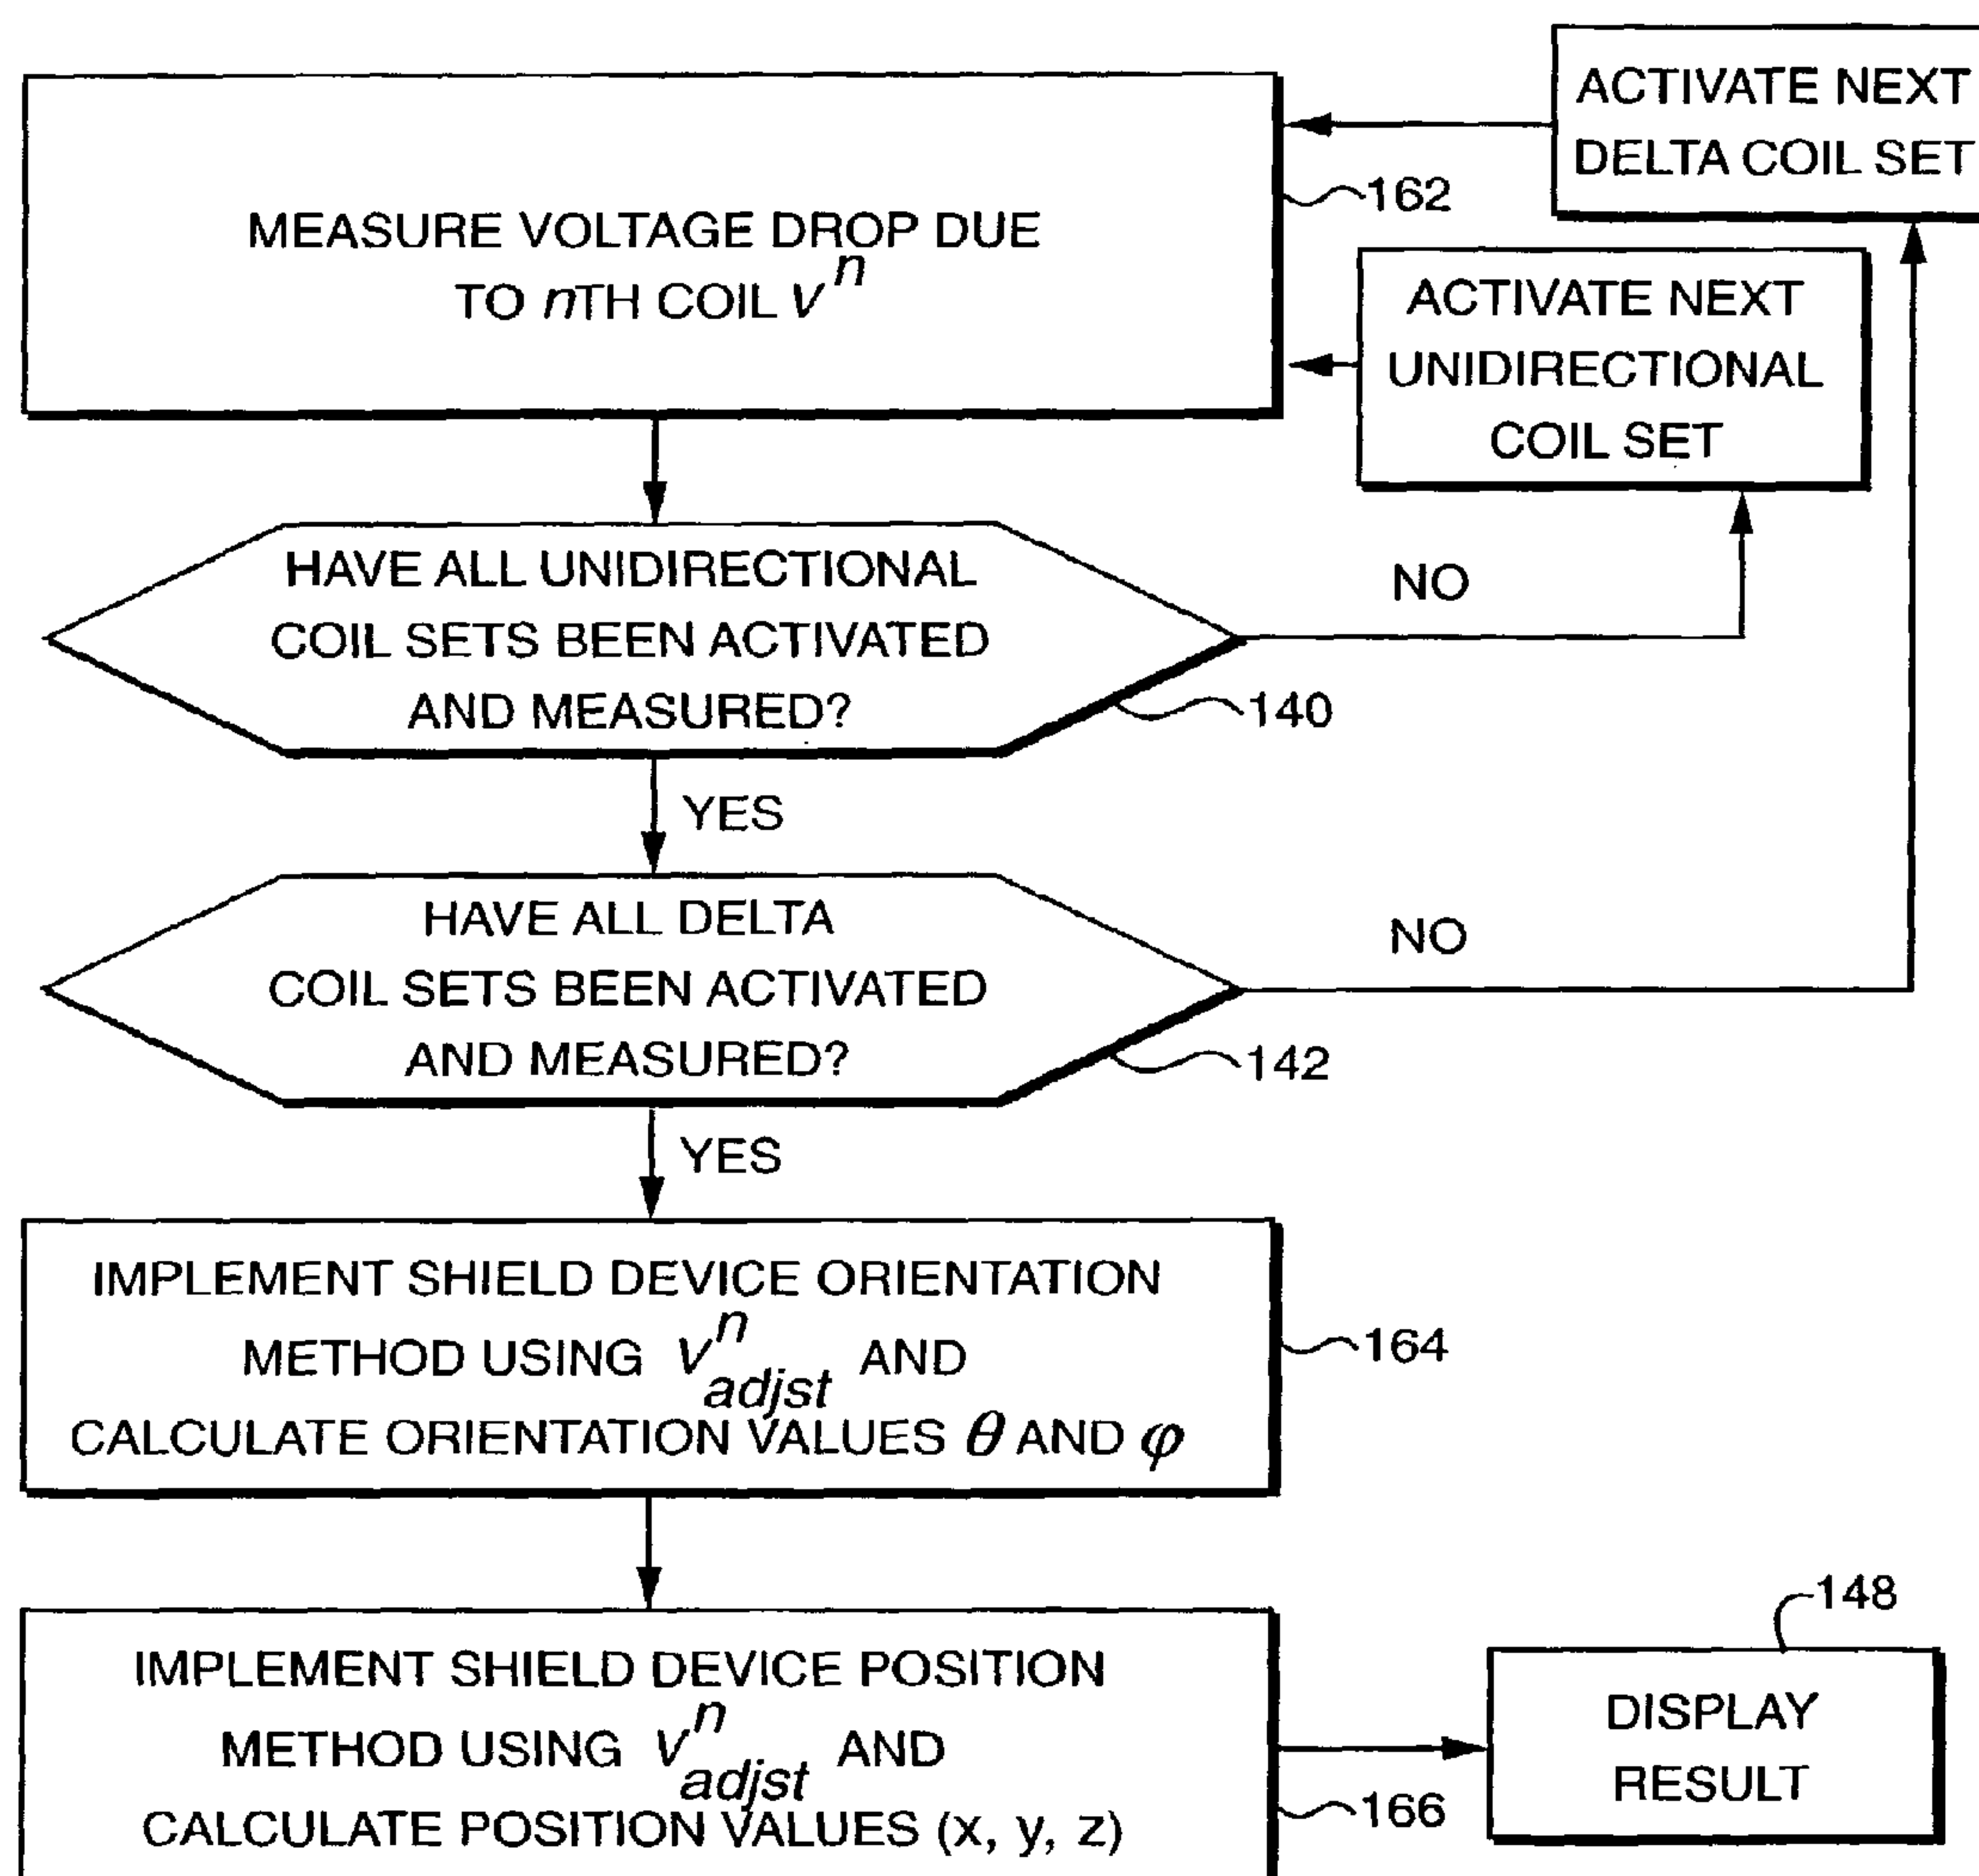 ACTIVATE NEXT
DELTA COIL SET
162
MEASURE VOLTAGE DROP DUE
TO nTH COIL V^n
ACTIVATE NEXT
UNIDIRECTIONAL
COIL SET
HAVE ALL UNIDIRECTIONAL
COIL SETS BEEN ACTIVATED
AND MEASURED?
NO
140
YES
HAVE ALL DELTA
COIL SETS BEEN ACTIVATED
AND MEASURED?
NO
142
YES
IMPLEMENT SHIELD DEVICE ORIENTATION
METHOD USING V^n_adjst AND
CALCULATE ORIENTATION VALUES θ AND φ
164
IMPLEMENT SHIELD DEVICE POSITION
METHOD USING V^n_adjst AND
CALCULATE POSITION VALUES (x, y, z)
166
148
DISPLAY
RESULT